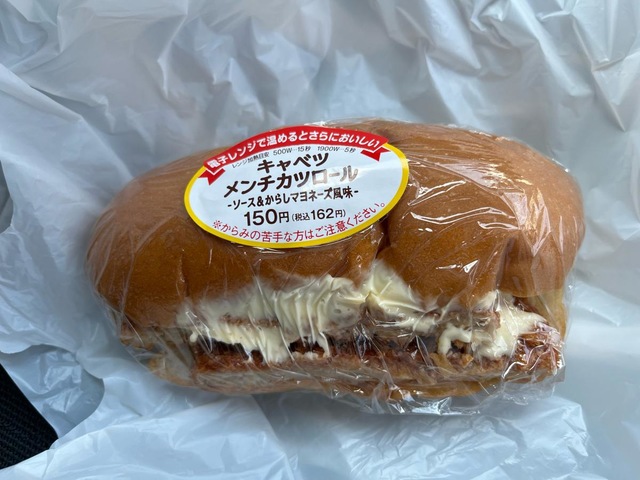 電子レンジで温めるとさらにおいしい
レンジ加熱目安 500W…15秒 1900W…5秒
キャベツ
メンチカツロール
-ソース&からしマヨネーズ風味-
150円(税込162円)
※からみの苦手な方はご注意ください。